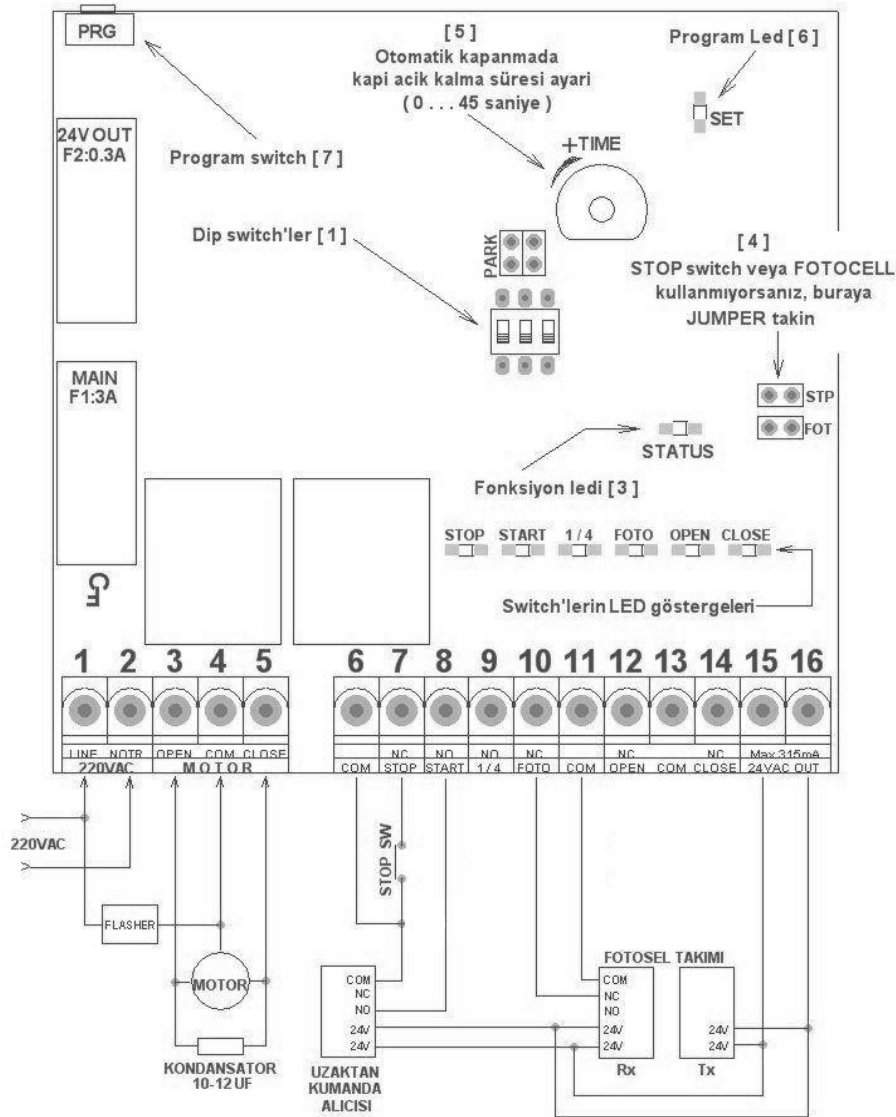 PRG
[ 5 ]
Otomatik kapanmada
kapi acik kalma süresi ayari
( 0 . . . 45 saniye )
Program Led [ 6 ]
SET
24V OUT
F2:0.3A
Program switch [ 7 ]
+TIME
Dip switch'ler [ 1 ]
PARK
[ 4 ]
STOP switch veya FOTOCELL
kullanmıyorsanız, buraya
JUMPER takin
MAIN
F1:3A
STP
FOT
STATUS
Fonksiyon ledi [ 3 ]
STOP START 1 / 4 FOTO OPEN CLOSE
Switch'lerin LED göstergeleri
1 2 3 4 5 6 7 8 9 10 11 12 13 14 15 16
LINE NOTR OPEN COM CLOSE
220VAC MOTOR
NC NO NO NC NC NC Max 315mA
COM STOP START 1/4 FOTO COM OPEN COM CLOSE 24VAC OUT
220VAC
STOP SW
FLASHER
MOTOR
KONDANSATOR
10-12 UF
COM
NC
NO
24V
24V
UZAKTAN
KUMANDA
ALICISI
FOTOSEL TAKIMI
COM
NC
NO
24V
24V
Rx
24V
24V
Tx